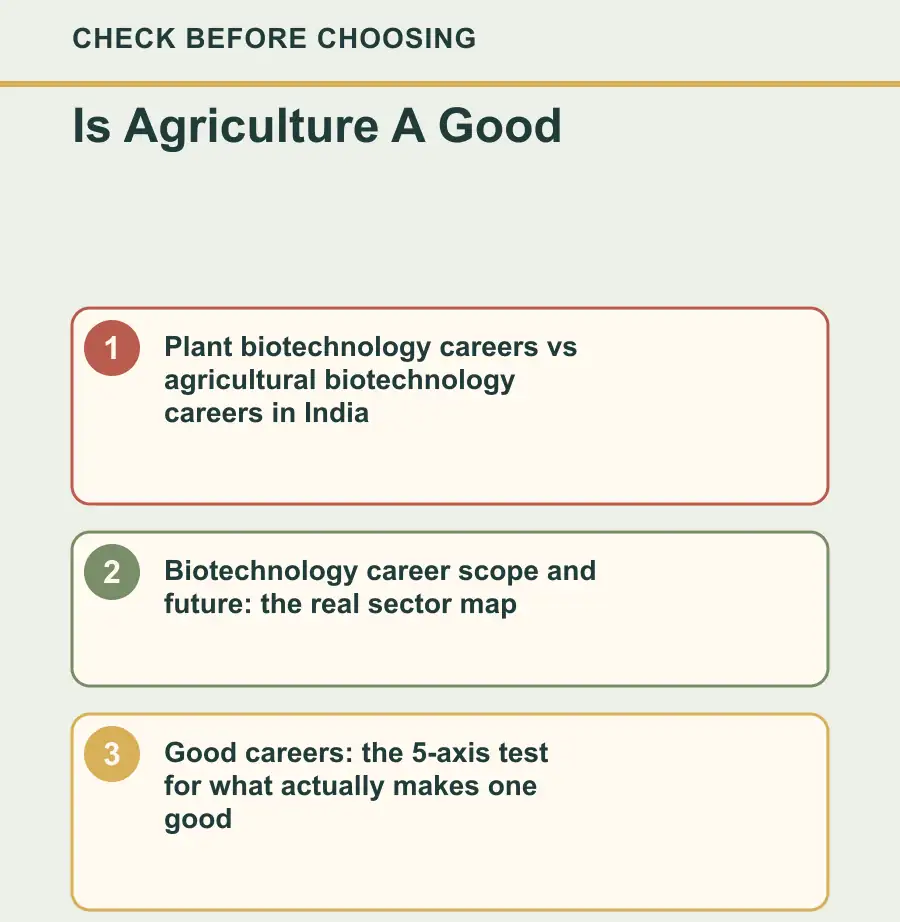 CHECK BEFORE CHOOSING
Is Agriculture A Good
1
Plant biotechnology careers vs
agricultural biotechnology
careers in India
2
Biotechnology career scope and
future: the real sector map
3
Good careers: the 5-axis test
for what actually makes one
good